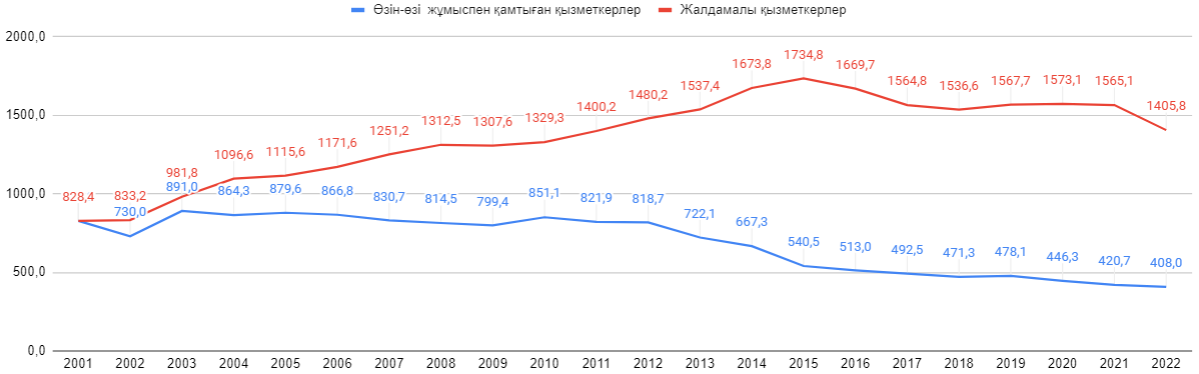 Өзін-өзі жұмыспен қамтыған қызметкерлер Жалдамалы қызметкерлер
2000,0
1500,0
1000,0
500,0
0,0
828,4 833,2 981,8 1096,6 1115,6 1171,6 1251,2 1312,5 1307,6 1329,3 1400,2 1480,2 1537,4 1673,8 1734,8 1669,7 1564,8 1536,6 1567,7 1573,1 1565,1 1405,8
730,0 891,0 864,3 879,6 866,8 830,7 814,5 799,4 851,1 821,9 818,7 722,1 667,3 540,5 513,0 492,5 471,3 478,1 446,3 420,7 408,0
2001 2002 2003 2004 2005 2006 2007 2008 2009 2010 2011 2012 2013 2014 2015 2016 2017 2018 2019 2020 2021 2022